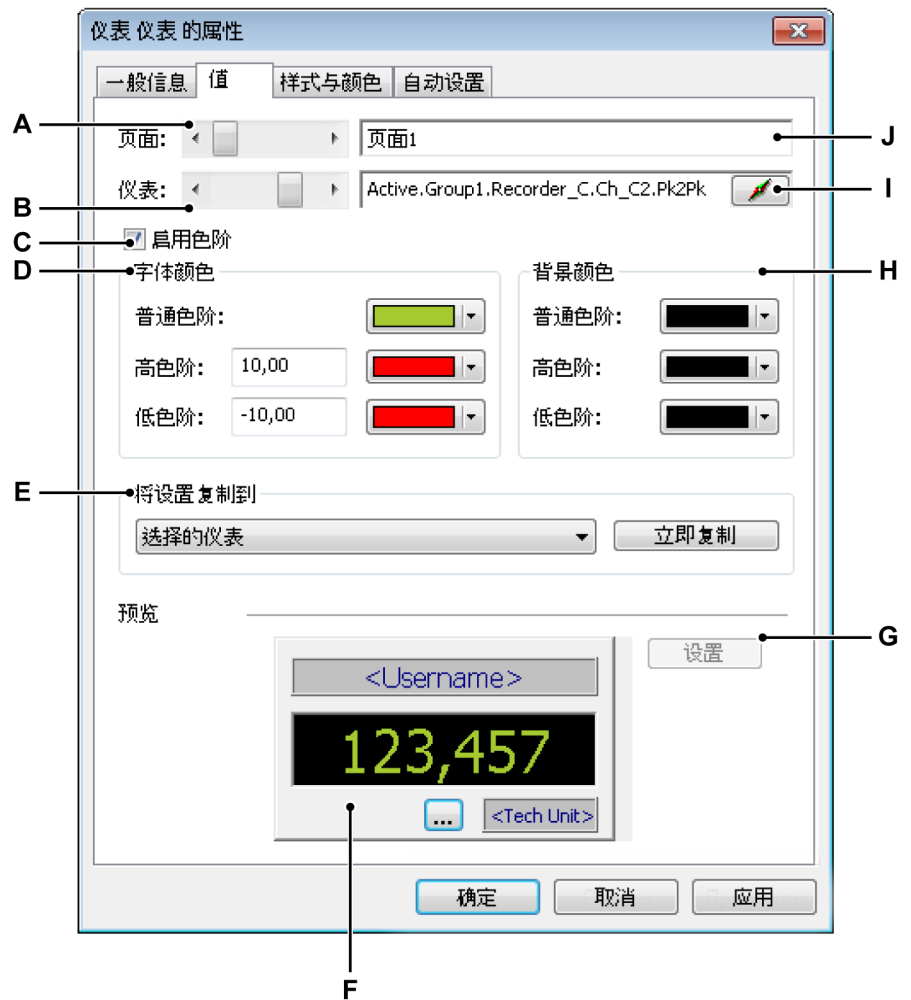 仪表 仪表 的属性
一般信息 值 样式与颜色 自动设置
A 页面: 页面1 J
仪表: Active.Group1.Recorder_C.Ch_C2.Pk2Pk I
B
C 启用色阶
D 字体颜色 背景颜色 H
普通色阶: 普通色阶:
高色阶: 10,00 高色阶:
低色阶: -10,00 低色阶:
E 将设置复制到
选择的仪表 立即复制
预览
设置 G
<Username>
123,457
... <Tech Unit>
确定 取消 应用
F